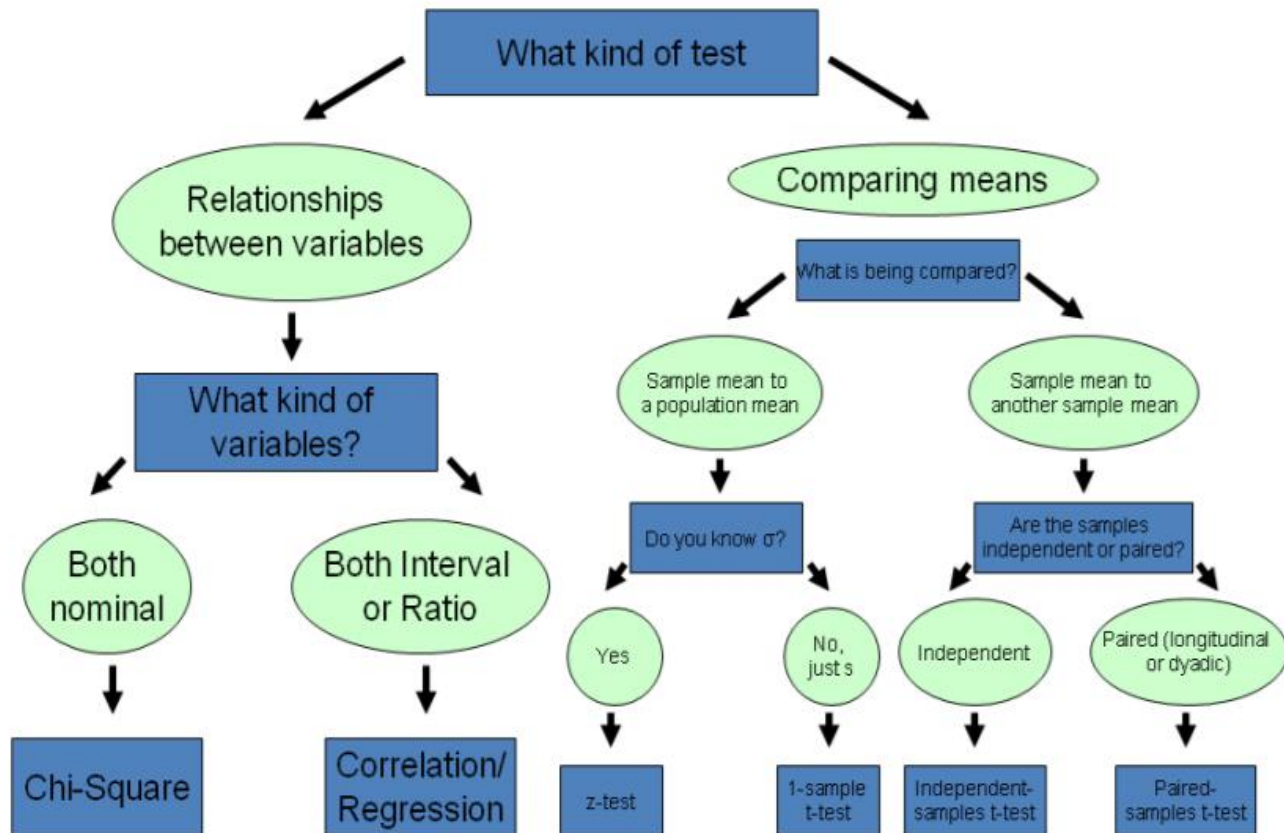 What kind of test
Relationships
between variables
Comparing means
What is being compared?
What kind of
variables?
Sample mean to
a population mean
Sample mean to
another sample mean
Do you know σ?
Are the samples
independent or paired?
Both
nominal
Both Interval
or Ratio
Yes
No,
just s
Independent
Paired (longitudinal
or dyadic)
Chi-Square
Correlation/
Regression
z-test
1-sample
t-test
Independent-
samples t-test
Paired-
samples t-test